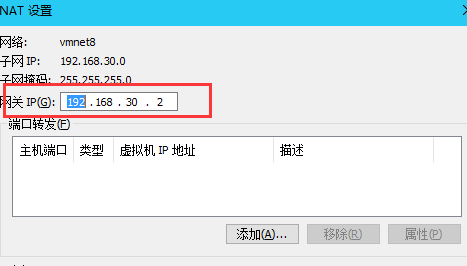 NAT 设置
网络: vmnet8
子网 IP: 192.168.30.0
子网掩码: 255.255.255.0
网关 IP(G): 192 .168 . 30 . 2
端口转发(F)
主机端口 类型 虚拟机 IP 地址 描述
添加(A)... 移除(R) 属性(P)